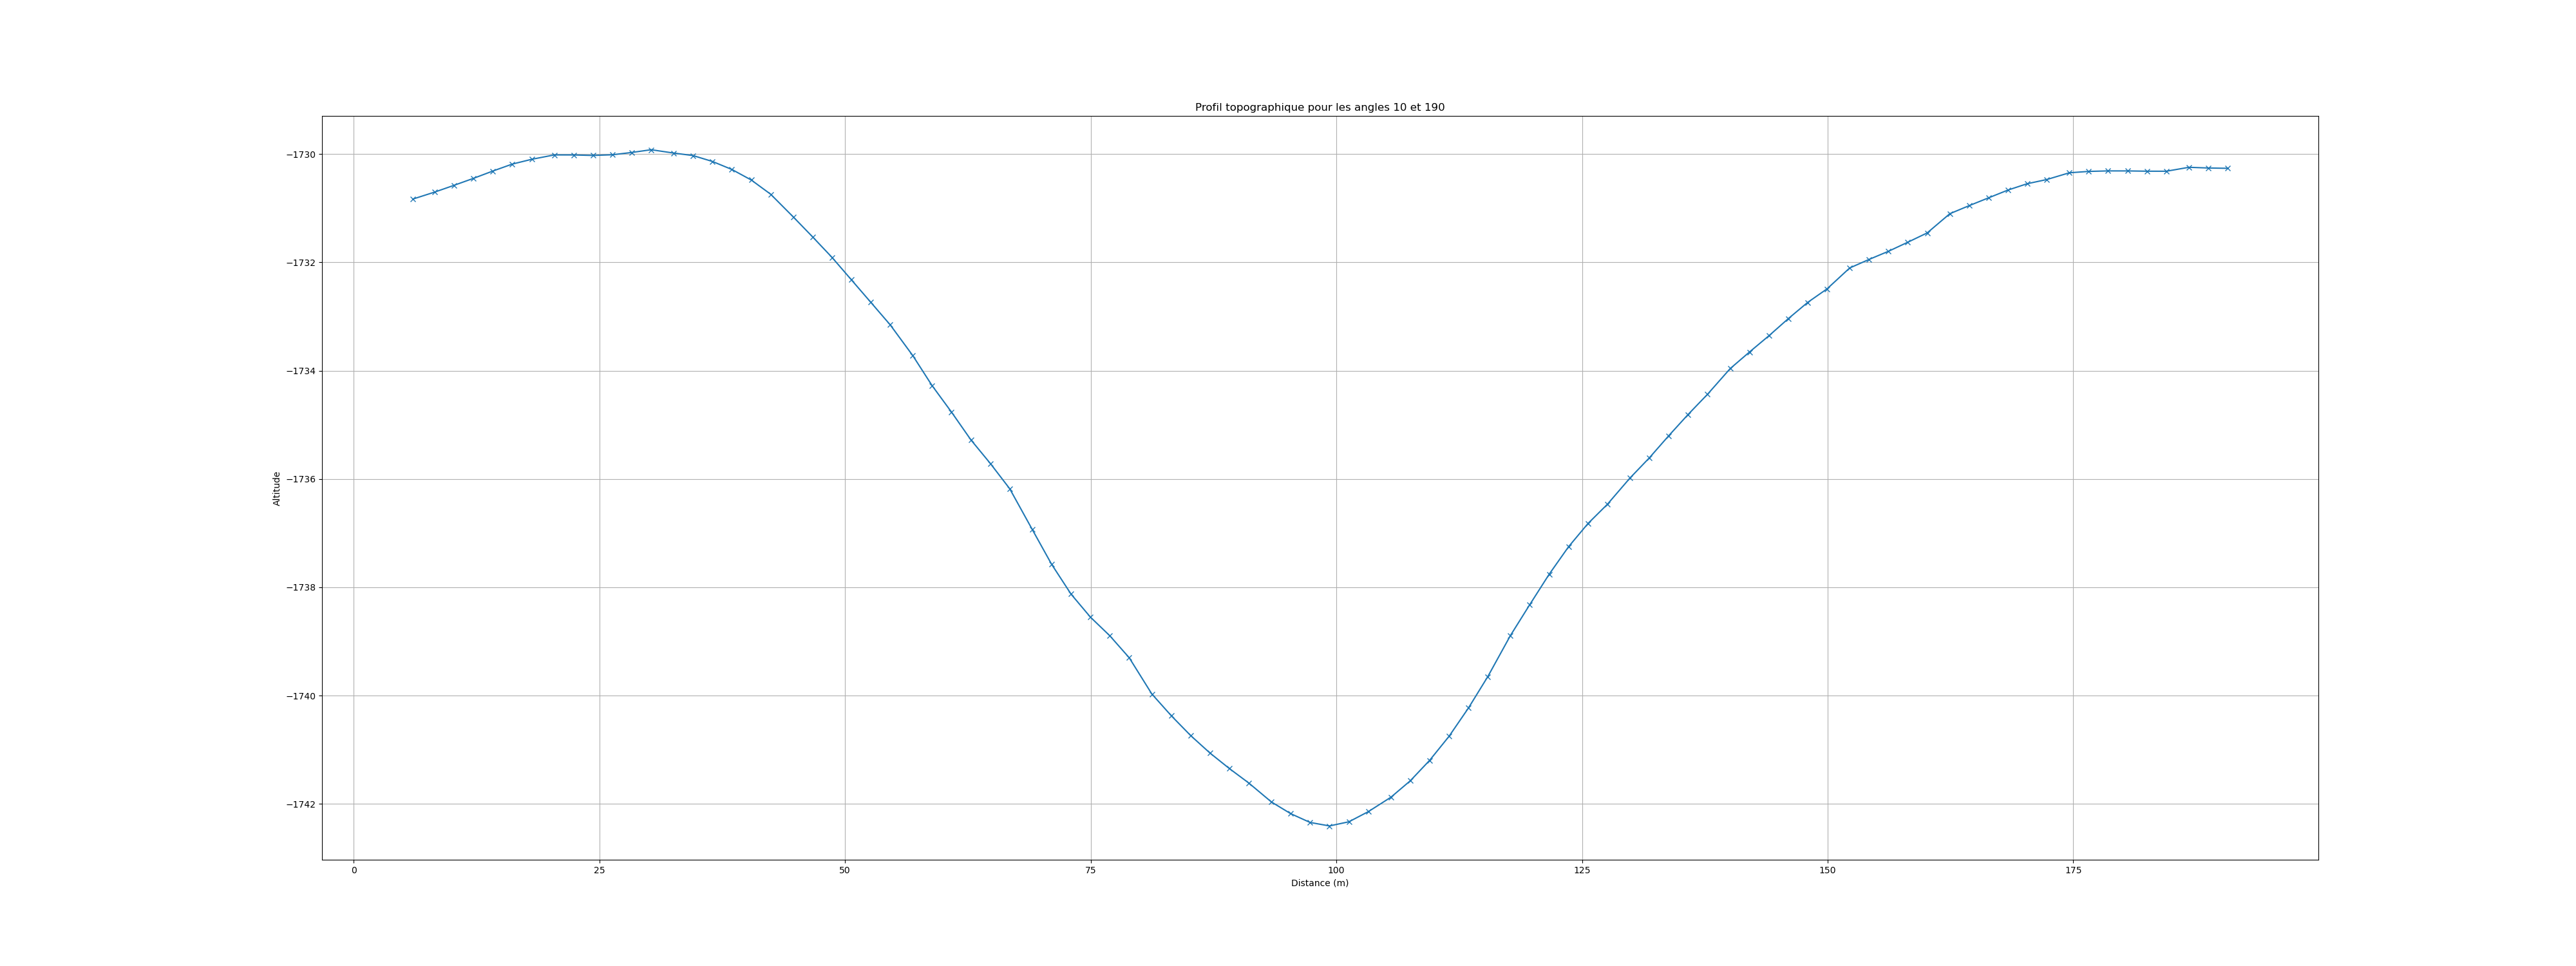 Profil topographique pour les angles 10 et 190
Altitude
−1730
−1732
−1734
−1736
−1738
−1740
−1742
0 25 50 75 100 125 150 175
Distance (m)